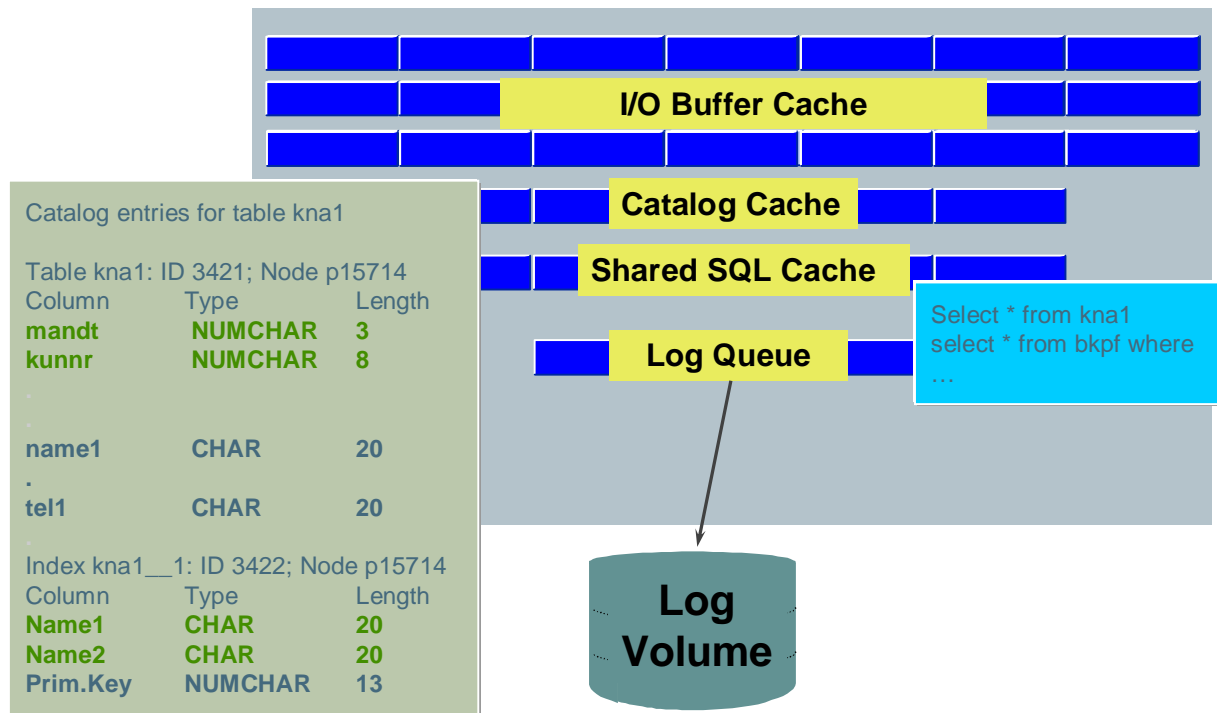 I/O Buffer Cache
Catalog Cache
Shared SQL Cache
Log Queue
Catalog entries for table kna1
Table kna1: ID 3421; Node p15714
Column Type Length
mandt NUMCHAR 3
kunnr NUMCHAR 8
.
.
name1 CHAR 20
.
tel1 CHAR 20
.
Index kna1__1: ID 3422; Node p15714
Column Type Length
Name1 CHAR 20
Name2 CHAR 20
Prim.Key NUMCHAR 13
Select * from kna1
select * from bkpf where
…
Log
Volume